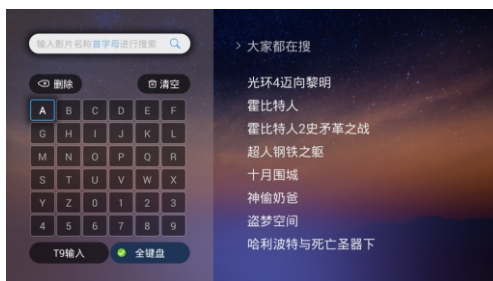 输入影片名称首字母进行搜索
删除
清空
A B C D E F
G H I J K L
M N O P Q R
S T U V W X
Y Z 0 1 2 3
4 5 6 7 8 9
T9输入
全键盘
> 大家都在搜
光环4迈向黎明
霍比特人
霍比特人2史矛革之战
超人钢铁之躯
十月围城
神偷奶爸
盗梦空间
哈利波特与死亡圣器下